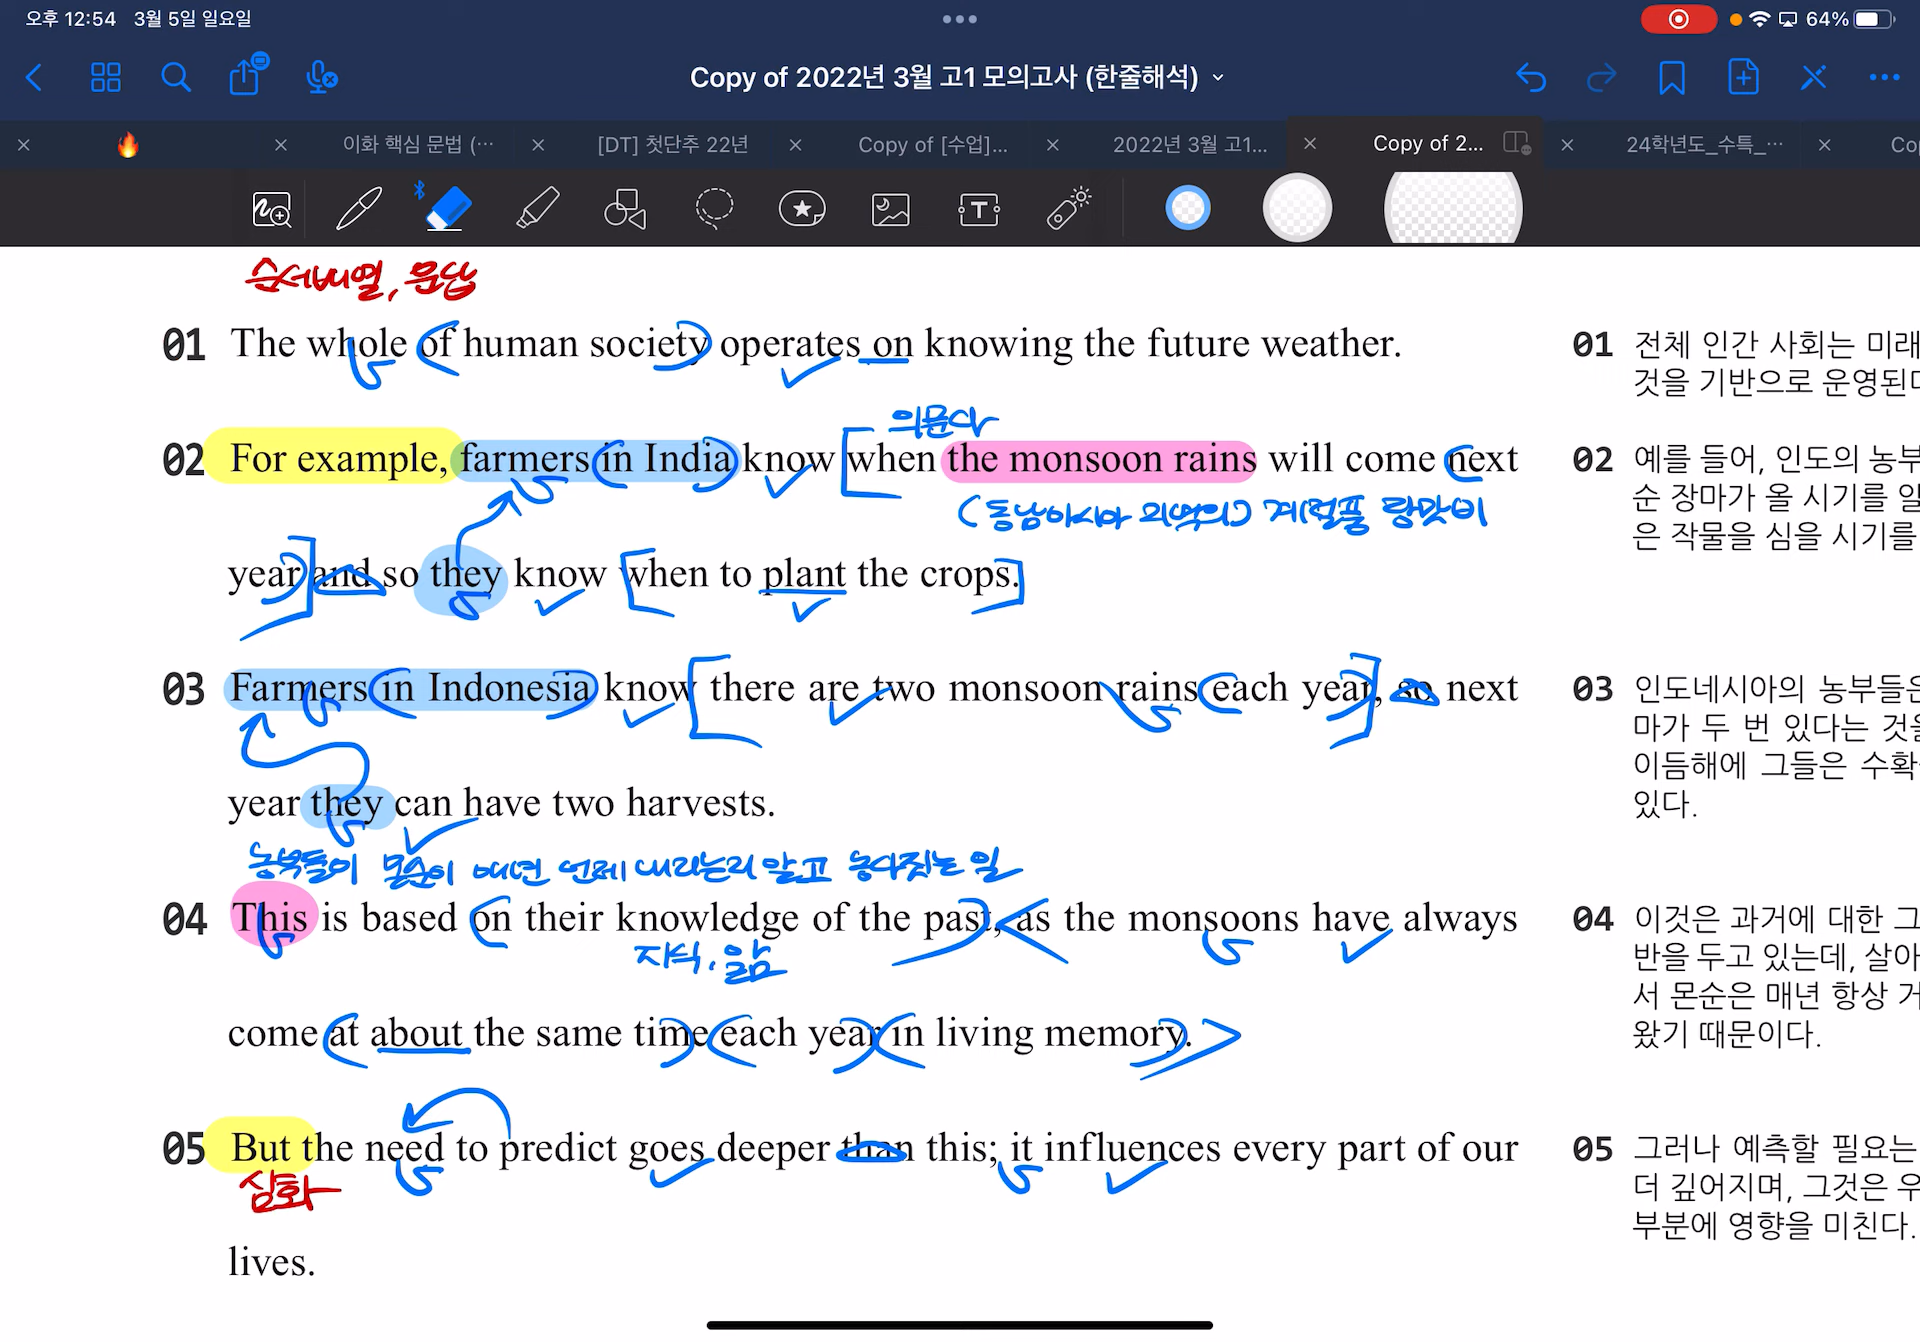 오후 12:54 3월 5일 일요일
64%
Copy of 2022년 3월 고1 모의고사 (한줄해석)
이화 핵심 문법 (⋯
[DT] 첫단추 22년
Copy of [수업]...
2022년 3월 고1...
Copy of 2...
24학년도_수특_⋯
Co
순서배열, 문답
01 The whole of human society operates on knowing the future weather.
01 전체 인간 사회는 미래
것을 기반으로 운영된다
의문사
02 For example, farmers in India know when the monsoon rains will come next
02 예를 들어, 인도의 농부
(동남아시아 지역의) 계절풀 랑맞비
순 장마가 올 시기를 알
year and so they know when to plant the crops.
은 작물을 심을 시기를
03 Farmers in Indonesia know there are two monsoon rains each year, so next
03 인도네시아의 농부들은
마가 두 번 있다는 것을
year they can have two harvests.
이듬해에 그들은 수확
있다.
농부들이 몬순이 매년 언제 내리는지 알고 농사짓는 일
04 This is based on their knowledge of the past, as the monsoons have always
04 이것은 과거에 대한 그
지식, 앎
반을 두고 있는데, 살아
서 몬순은 매년 항상 거
come at about the same time each year in living memory.
왔기 때문이다.
05 But the need to predict goes deeper than this; it influences every part of our
05 그러나 예측할 필요는
심화
더 깊어지며, 그것은 우
부분에 영향을 미친다.
lives.